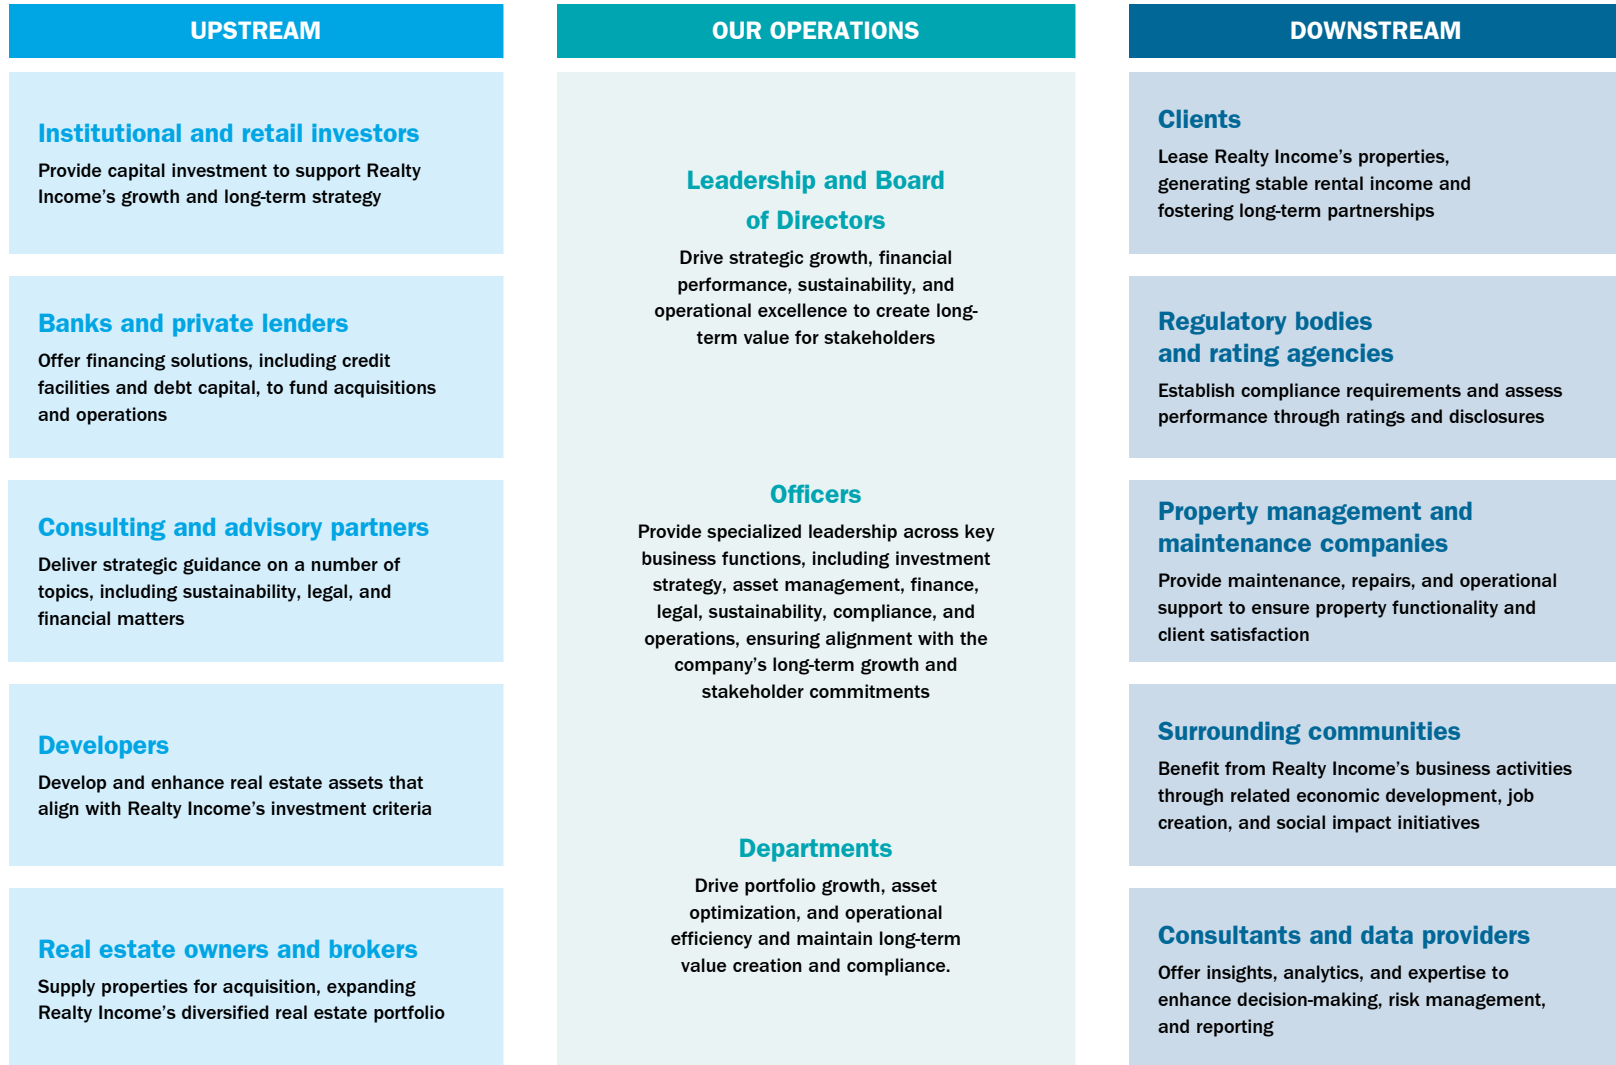 UPSTREAM
Institutional and retail investors
Provide capital investment to support Realty
Income’s growth and long-term strategy
Banks and private lenders
Offer financing solutions, including credit
facilities and debt capital, to fund acquisitions
and operations
Consulting and advisory partners
Deliver strategic guidance on a number of
topics, including sustainability, legal, and
financial matters
Developers
Develop and enhance real estate assets that
align with Realty Income’s investment criteria
Real estate owners and brokers
Supply properties for acquisition, expanding
Realty Income’s diversified real estate portfolio
OUR OPERATIONS
Leadership and Board
of Directors
Drive strategic growth, financial
performance, sustainability, and
operational excellence to create long-
term value for stakeholders
Officers
Provide specialized leadership across key
business functions, including investment
strategy, asset management, finance,
legal, sustainability, compliance, and
operations, ensuring alignment with the
company’s long-term growth and
stakeholder commitments
Departments
Drive portfolio growth, asset
optimization, and operational
efficiency and maintain long-term
value creation and compliance.
DOWNSTREAM
Clients
Lease Realty Income’s properties,
generating stable rental income and
fostering long-term partnerships
Regulatory bodies
and rating agencies
Establish compliance requirements and assess
performance through ratings and disclosures
Property management and
maintenance companies
Provide maintenance, repairs, and operational
support to ensure property functionality and
client satisfaction
Surrounding communities
Benefit from Realty Income’s business activities
through related economic development, job
creation, and social impact initiatives
Consultants and data providers
Offer insights, analytics, and expertise to
enhance decision-making, risk management,
and reporting